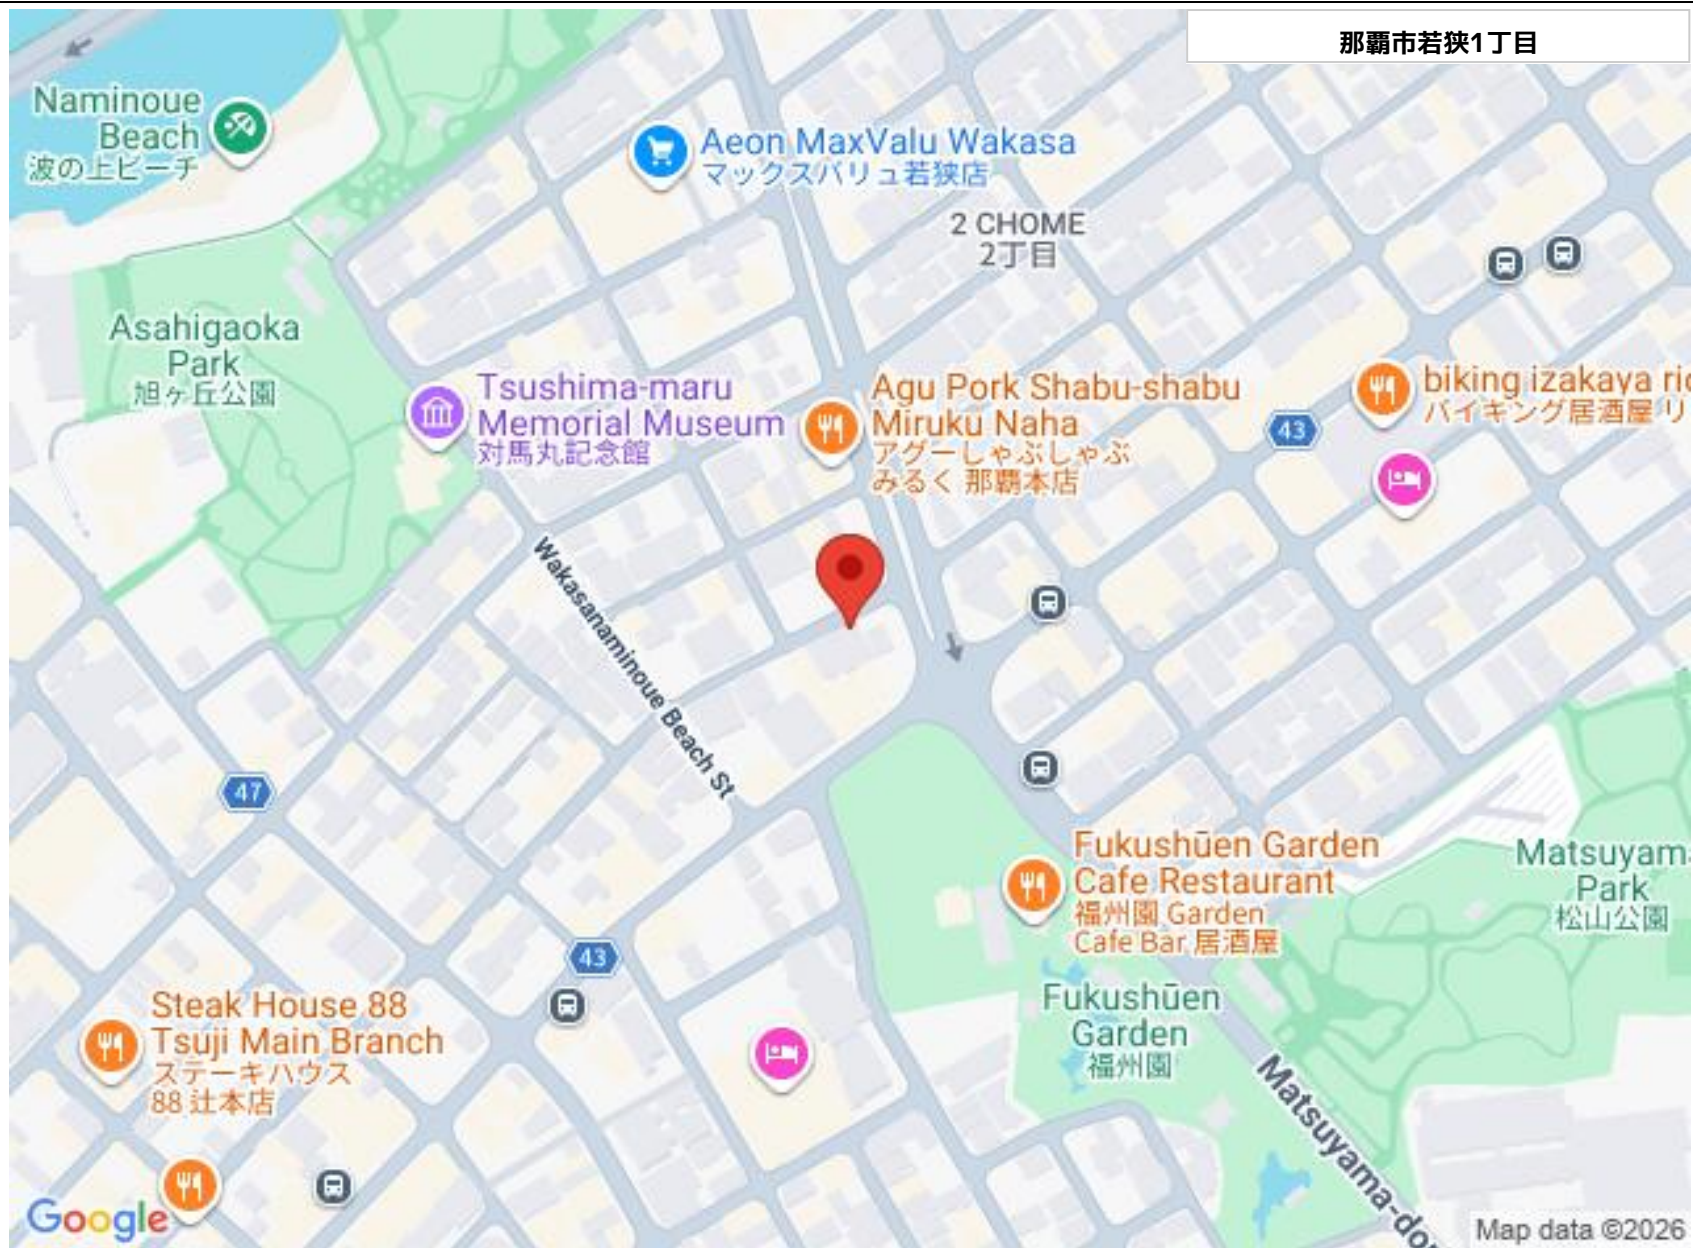 那覇市若狭1丁目
Naminoue
Beach
波の上ビーチ
Aeon MaxValu Wakasa
マックスバリュ若狭店
2 CHOME
2丁目
Asahigaoka
Park
旭ヶ丘公園
Tsushima-maru
Memorial Museum
対馬丸記念館
Agu Pork Shabu-shabu
Miruku Naha
アグーしゃぶしゃぶ
みるく 那覇本店
biking izakaya ric
バイキング居酒屋 リ
43
Wakasanaminoue Beach St
47
Fukushūen Garden
Cafe Restaurant
福州園 Garden
Cafe Bar 居酒屋
Matsuyam
Park
松山公園
43
Steak House 88
Tsuji Main Branch
ステーキハウス
88 辻本店
Fukushūen
Garden
福州園
Matsuyama-dor
Google
Map data ©2026